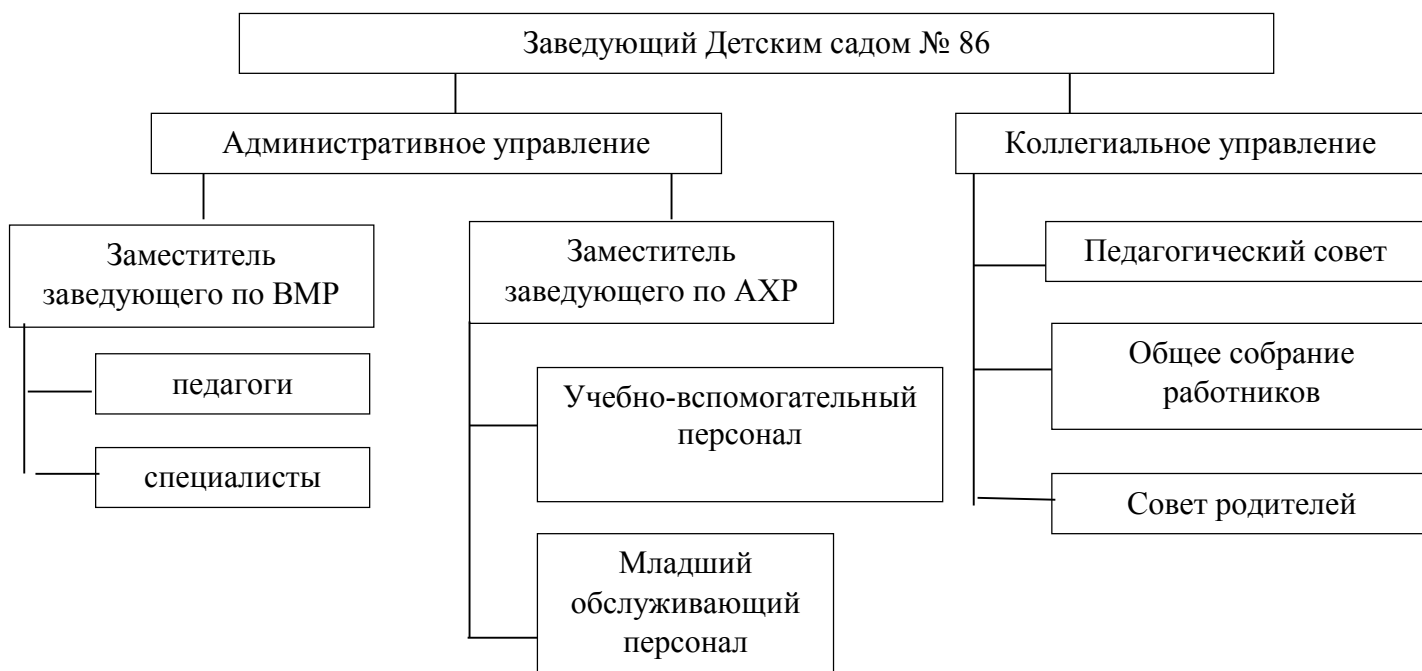 Заведующий Детским садом № 86
Административное управление
Коллегиальное управление
Заместитель
заведующего по ВМР
педагоги
специалисты
Заместитель
заведующего по АХР
Учебно-вспомогательный
персонал
Младший
обслуживающий
персонал
Педагогический совет
Общее собрание
работников
Совет родителей